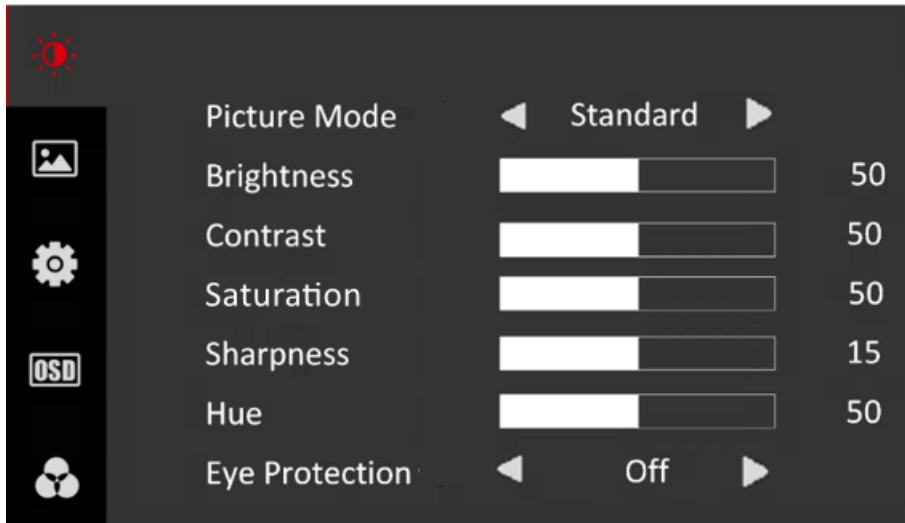 Picture Mode Standard
Brightness 50
Contrast 50
Saturation 50
Sharpness 15
OSD
Hue 50
Eye Protection Off